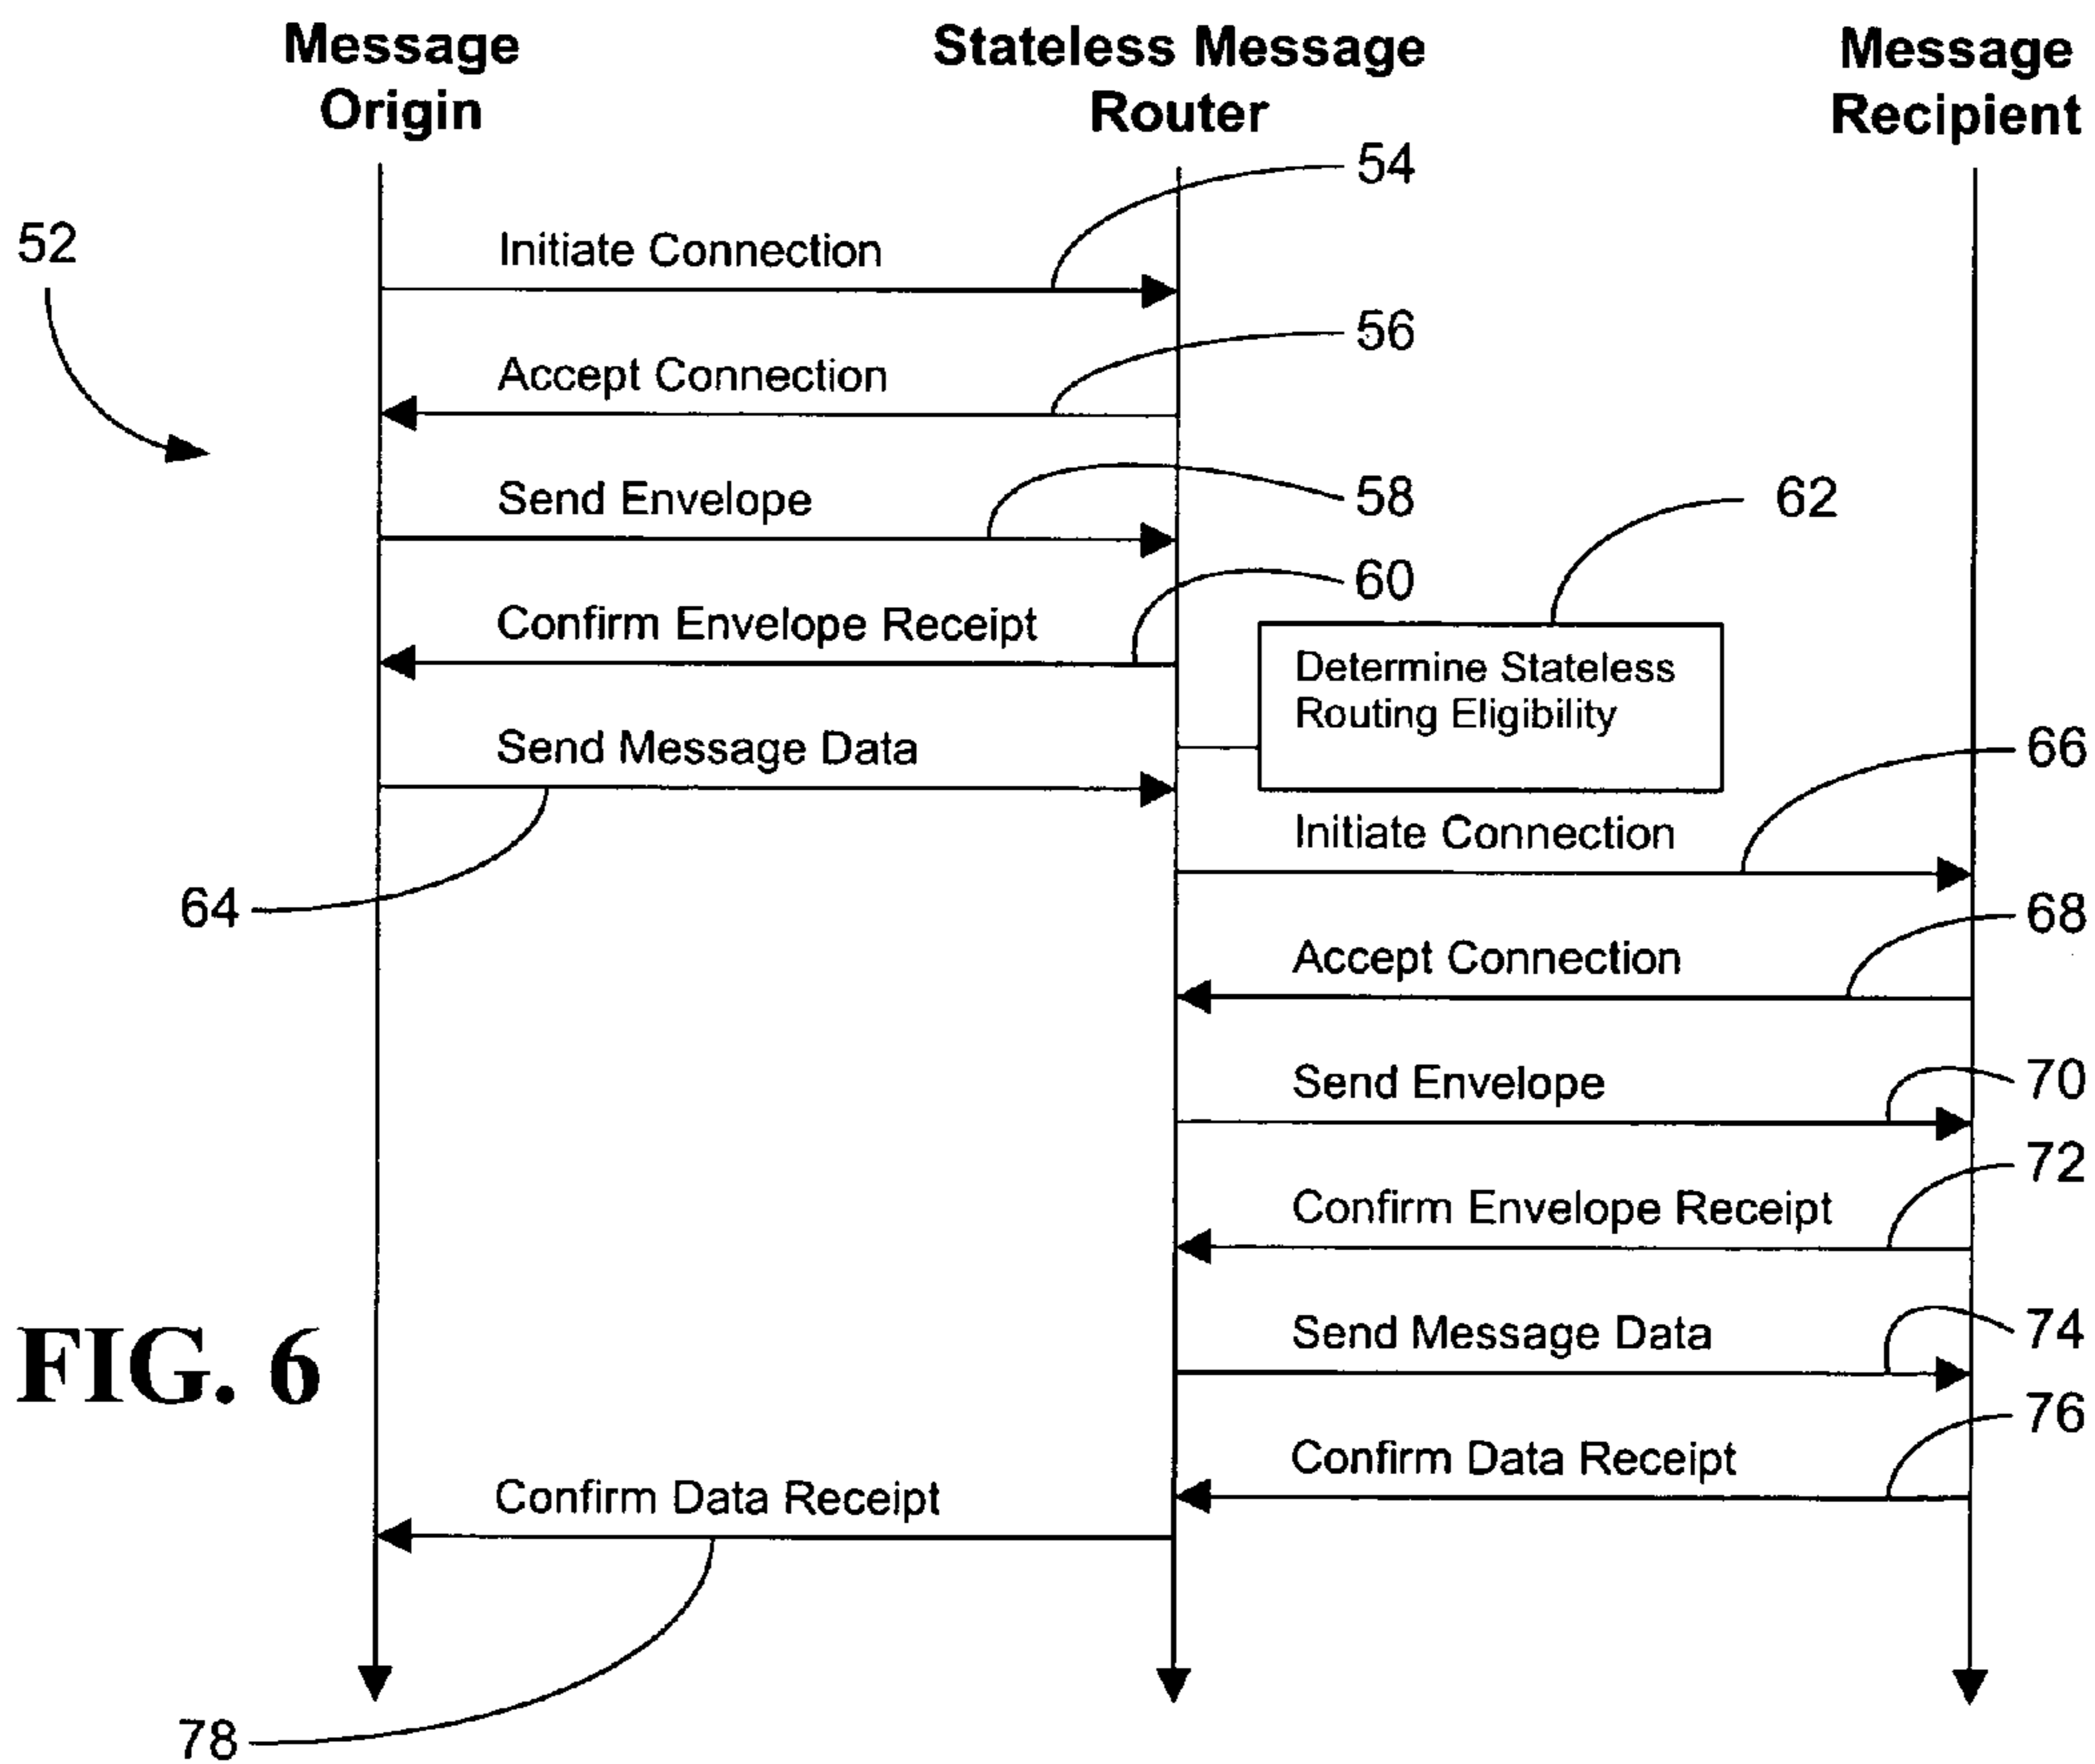 Message
Origin
Stateless Message
Router
Message
Recipient
54
52
Initiate Connection
56
Accept Connection
58
Send Envelope
62
60
Confirm Envelope Receipt
Determine Stateless
Routing Eligibility
Send Message Data
66
Initiate Connection
64
68
Accept Connection
70
Send Envelope
72
Confirm Envelope Receipt
74
Send Message Data
FIG. 6
76
Confirm Data Receipt
Confirm Data Receipt
78